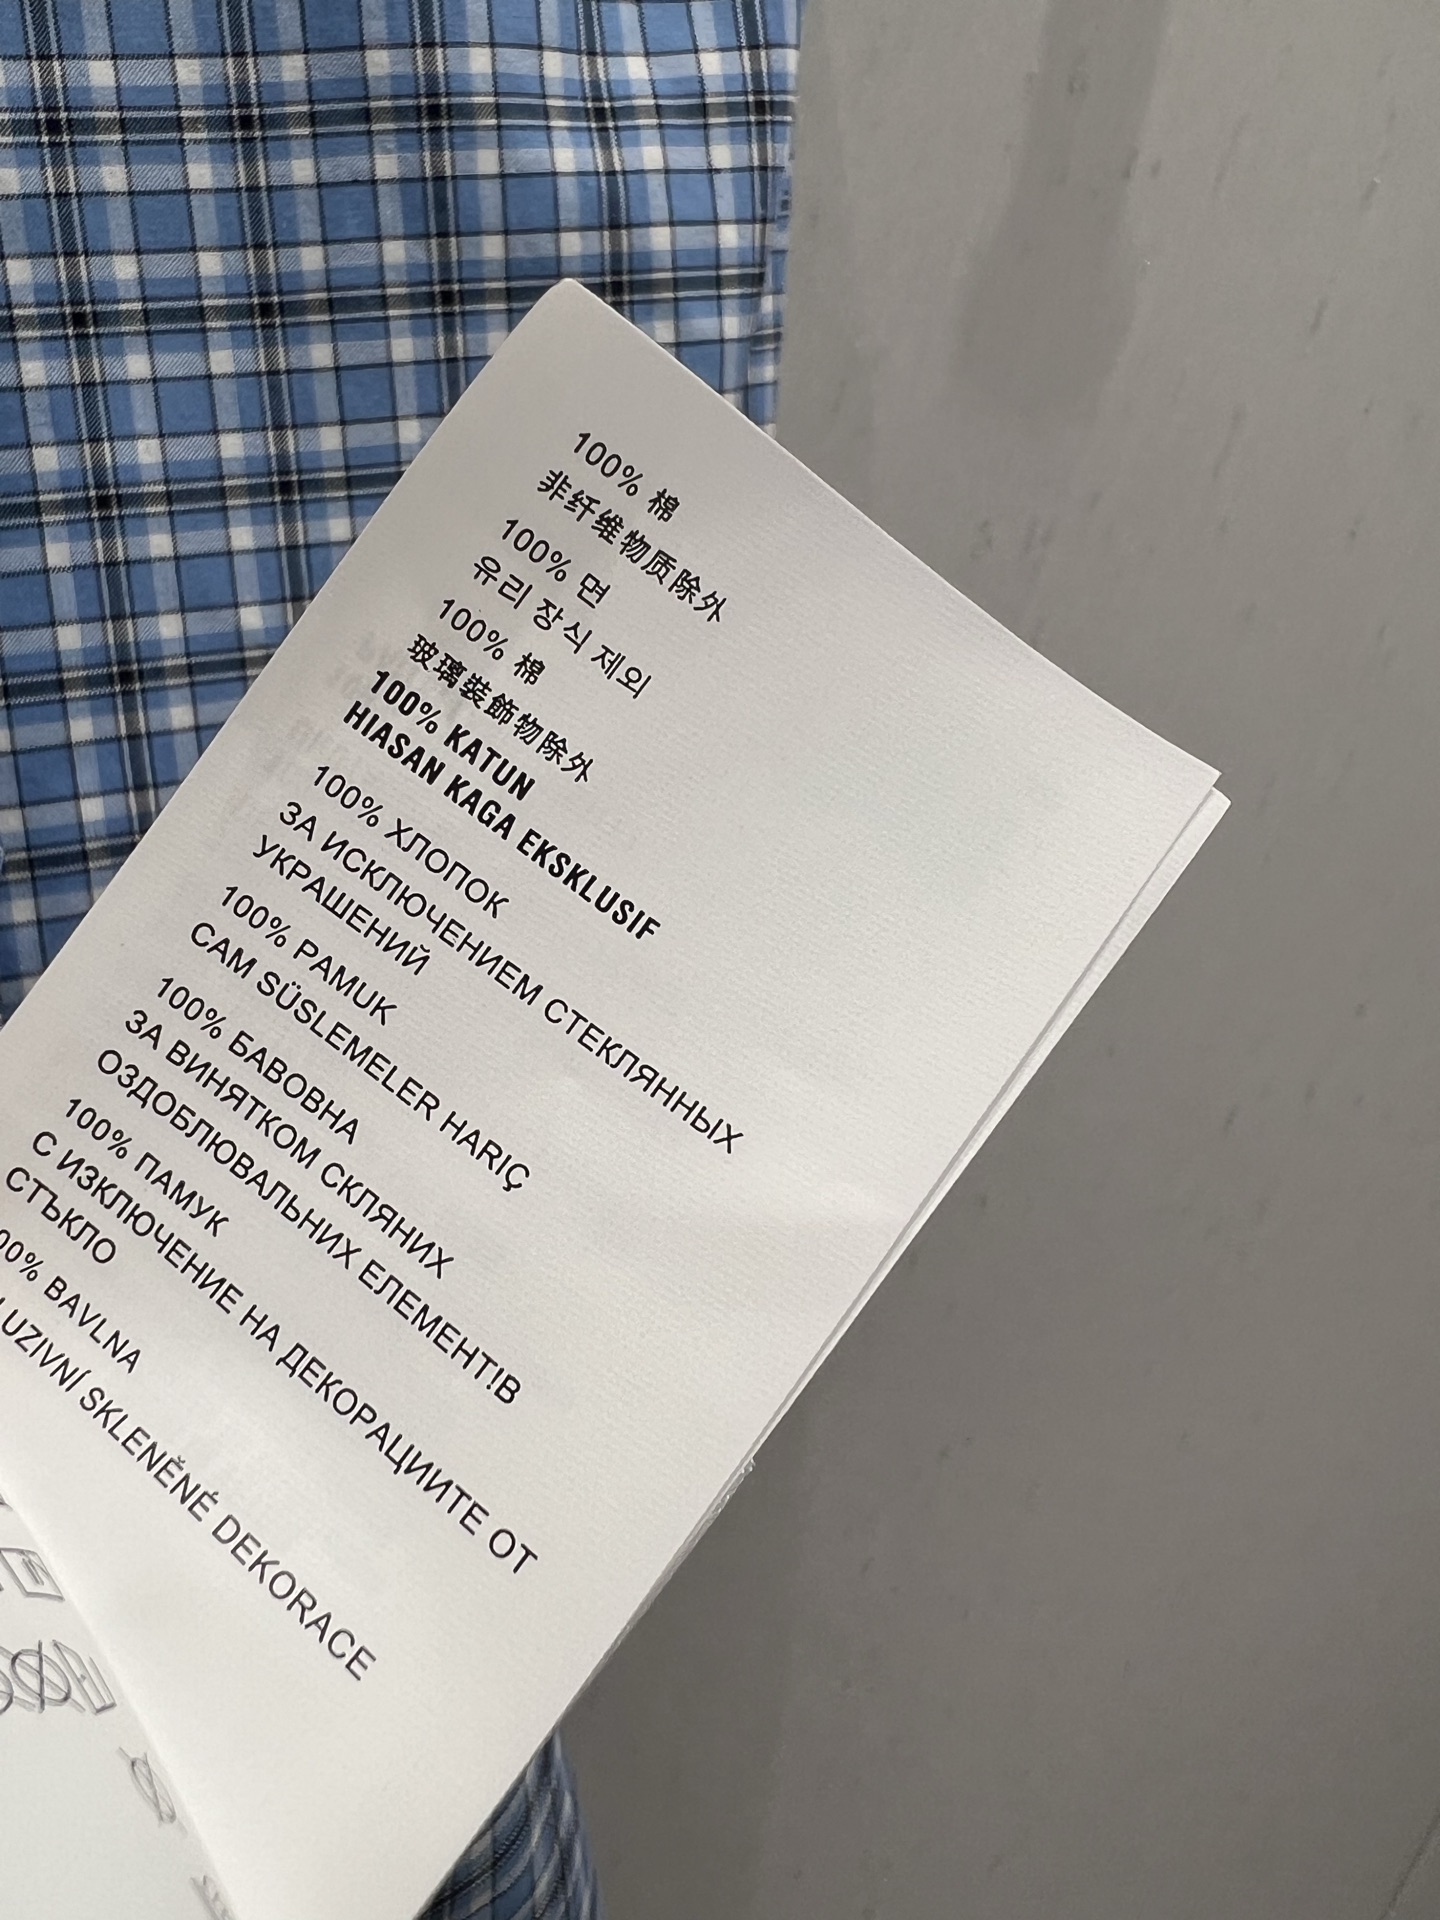 100% 棉
非纤维物质除外
100% 면
유리 장식 제외
100% 棉
玻璃裝飾物除外
100% KATUN
HIASAN KAGA EKSKLUSIF
100% ХЛОПОК
ЗА ИСКЛЮЧЕНИЕМ СТЕКЛЯННЫХ
УКРАШЕНИЙ
100% PAMUK
CAM SÜSLEMELER HARIÇ
100% БАВОВНА
ЗА ВИНЯТКОМ СКЛЯНИХ
ОЗДОБЛЮВАЛЬНИХ ЕЛЕМЕНТ!В
100% ПАМУК
С ИЗКЛЮЧЕНИЕ НА ДЕКОРАЦИИТЕ ОТ
СТЪКЛО
00% BAVLNA
LUZIVNÍ SKLENĚNÉ DEKORACE